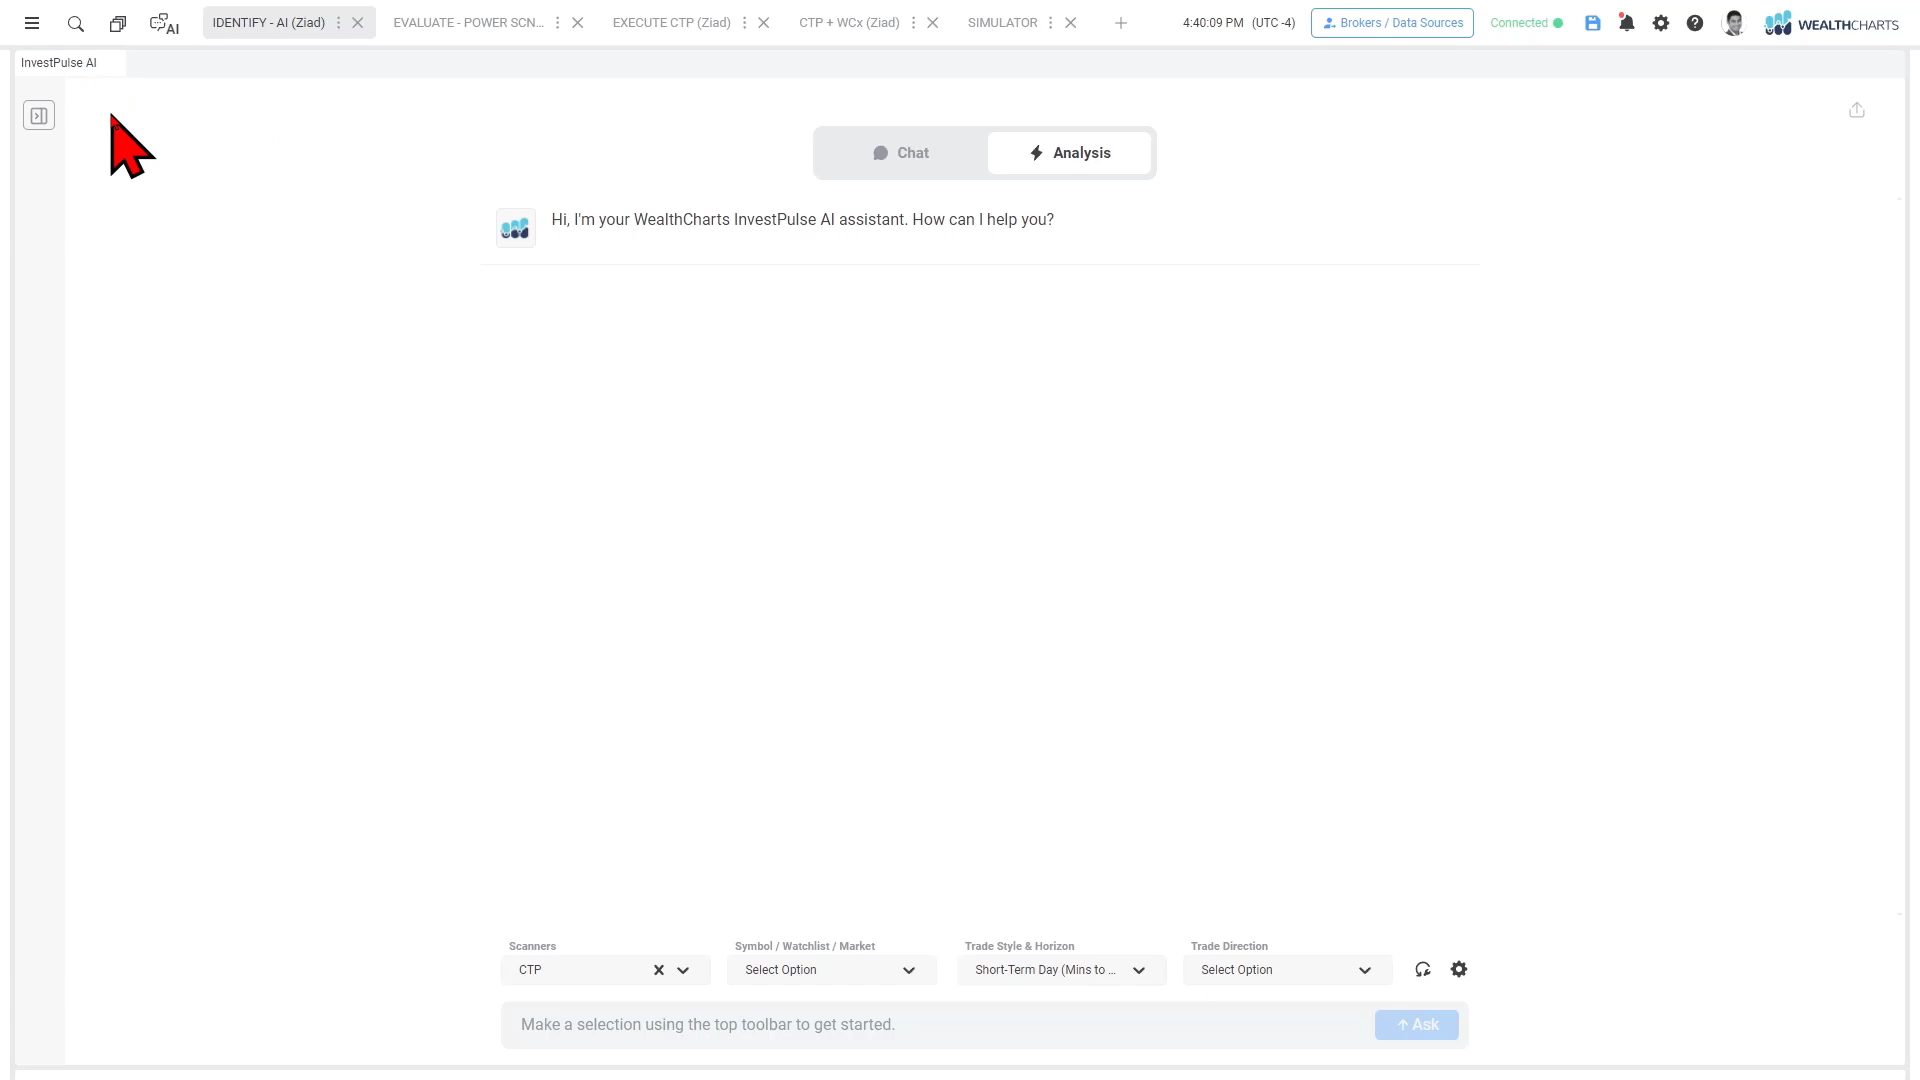 AI
IDENTIFY - AI (Ziad)
EVALUATE - POWER SCN...
EXECUTE CTP (Ziad)
CTP + WCx (Ziad)
SIMULATOR
4:40:09 PM (UTC -4)
Brokers / Data Sources
Connected
WEALTHCHARTS
InvestPulse AI
Chat
Analysis
Hi, I'm your WealthCharts InvestPulse AI assistant. How can I help you?
Scanners
Symbol / Watchlist / Market
Trade Style & Horizon
Trade Direction
CTP
Select Option
Short-Term Day (Mins to ...
Select Option
Make a selection using the top toolbar to get started.
Ask